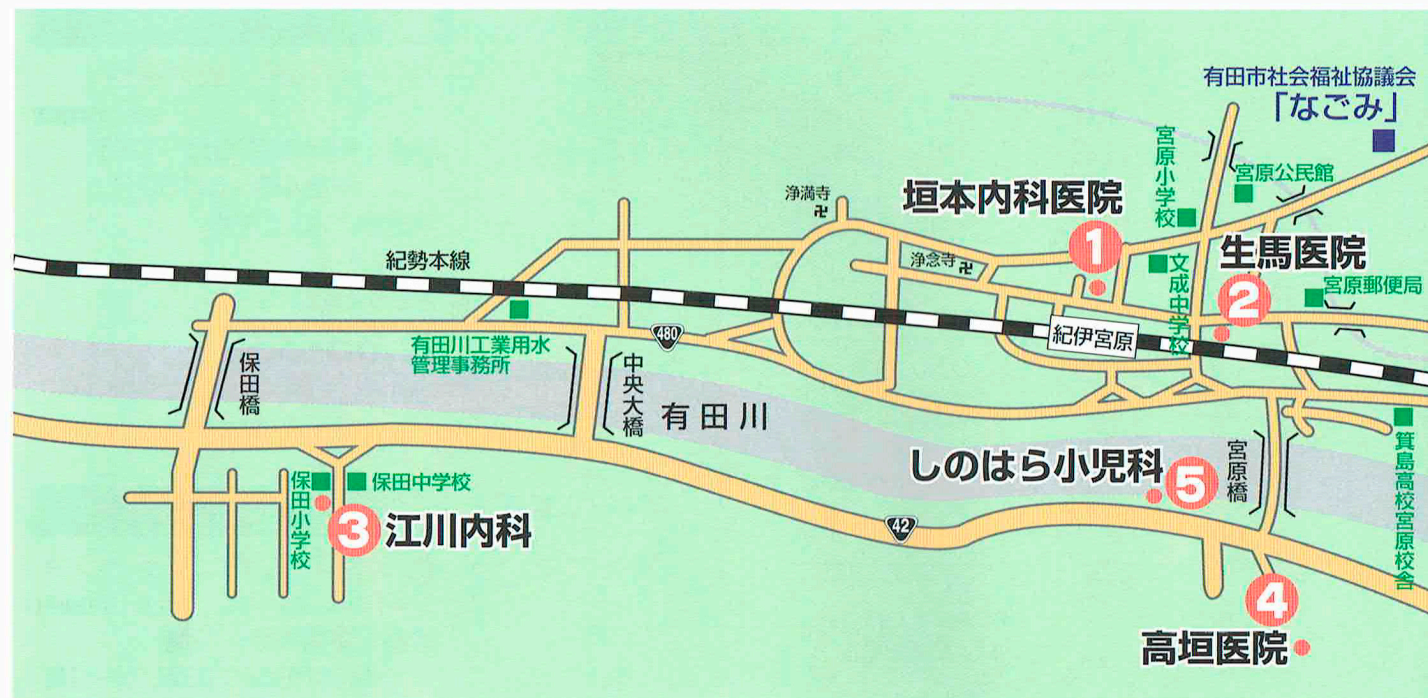 有田市社会福祉協議会
「なごみ」
宮原小学校
宮原公民館
浄満寺
垣本内科医院
1
生馬医院
2
文成中学校
宮原郵便局
浄念寺
紀勢本線
紀伊宮原
480
有田川工業用水
管理事務所
保田橋
中央大橋
有田川
しのはら小児科
5
宮原橋
箕島高校宮原校舎
保田小学校
保田中学校
3
江川内科
42
4
高垣医院